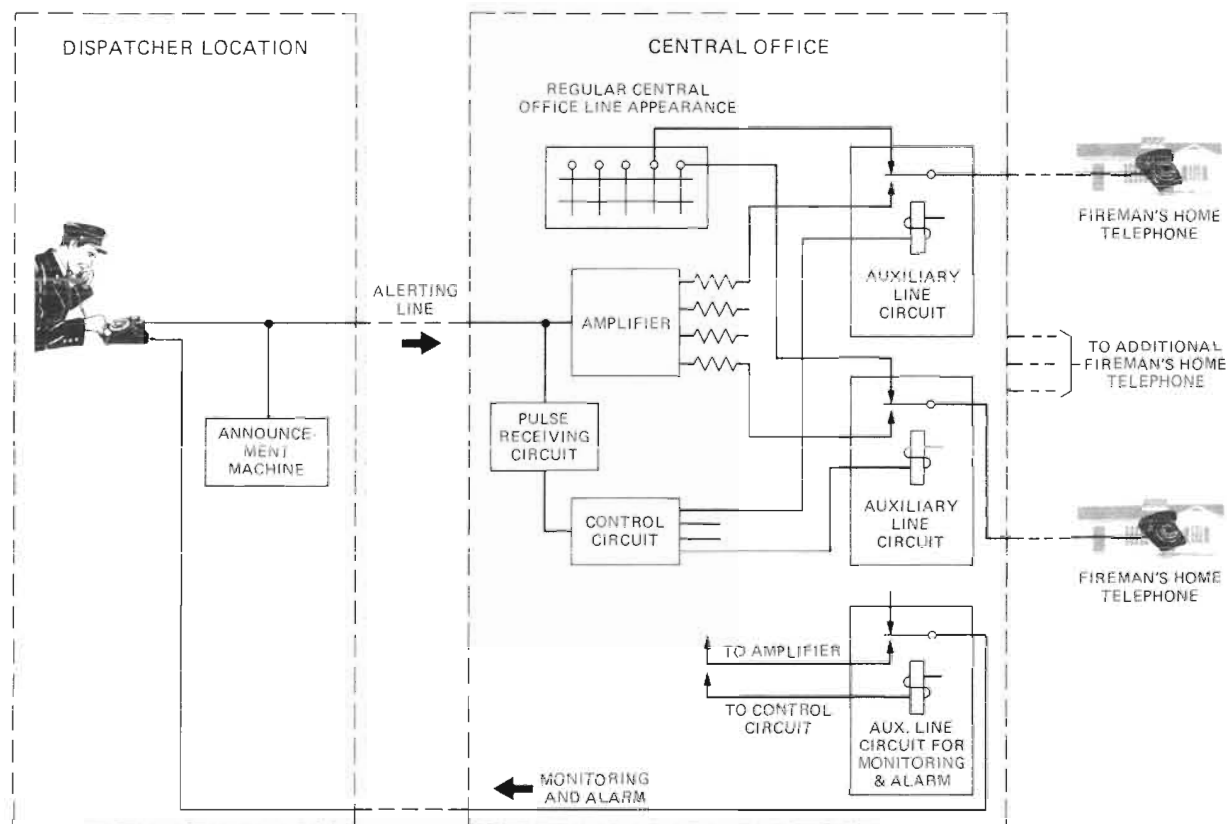 DISPATCHER LOCATION
CENTRAL OFFICE
REGULAR CENTRAL
OFFICE LINE APPEARANCE
FIREMAN'S HOME
TELEPHONE
AUXILIARY
LINE
CIRCUIT
ALERTING
LINE
AMPLIFIER
TO ADDITIONAL
FIREMAN'S HOME
TELEPHONE
ANNOUNCE-
MENT
MACHINE
PULSE
RECEIVING
CIRCUIT
CONTROL
CIRCUIT
AUXILIARY
LINE
CIRCUIT
FIREMAN'S HOME
TELEPHONE
TO AMPLIFIER
TO CONTROL
CIRCUIT
AUX. LINE
CIRCUIT FOR
MONITORING
& ALARM
MONITORING
AND ALARM